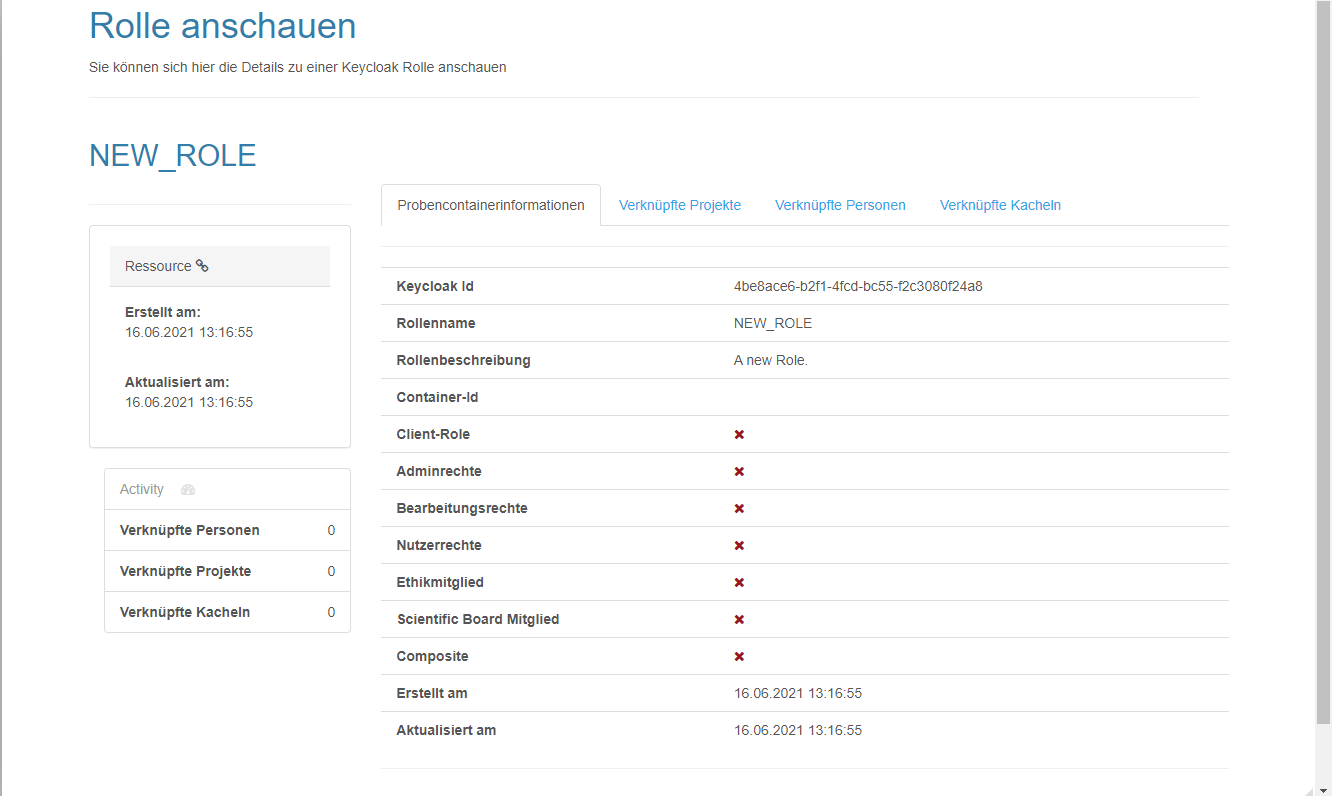 Rolle anschauen
Sie können sich hier die Details zu einer Keycloak Rolle anschauen
NEW_ROLE
Ressource
Erstellt am:
16.06.2021 13:16:55
Aktualisiert am:
16.06.2021 13:16:55
Activity
Verknüpfte Personen 0
Verknüpfte Projekte 0
Verknüpfte Kacheln 0
Probencontainerinformationen Verknüpfte Projekte Verknüpfte Personen Verknüpfte Kacheln
Keycloak Id 4be8ace6-b2f1-4fcd-bc55-f2c3080f24a8
Rollenname NEW_ROLE
Rollenbeschreibung A new Role.
Container-Id
Client-Role
Adminrechte
Bearbeitungsrechte
Nutzerrechte
Ethikmitglied
Scientific Board Mitglied
Composite
Erstellt am 16.06.2021 13:16:55
Aktualisiert am 16.06.2021 13:16:55